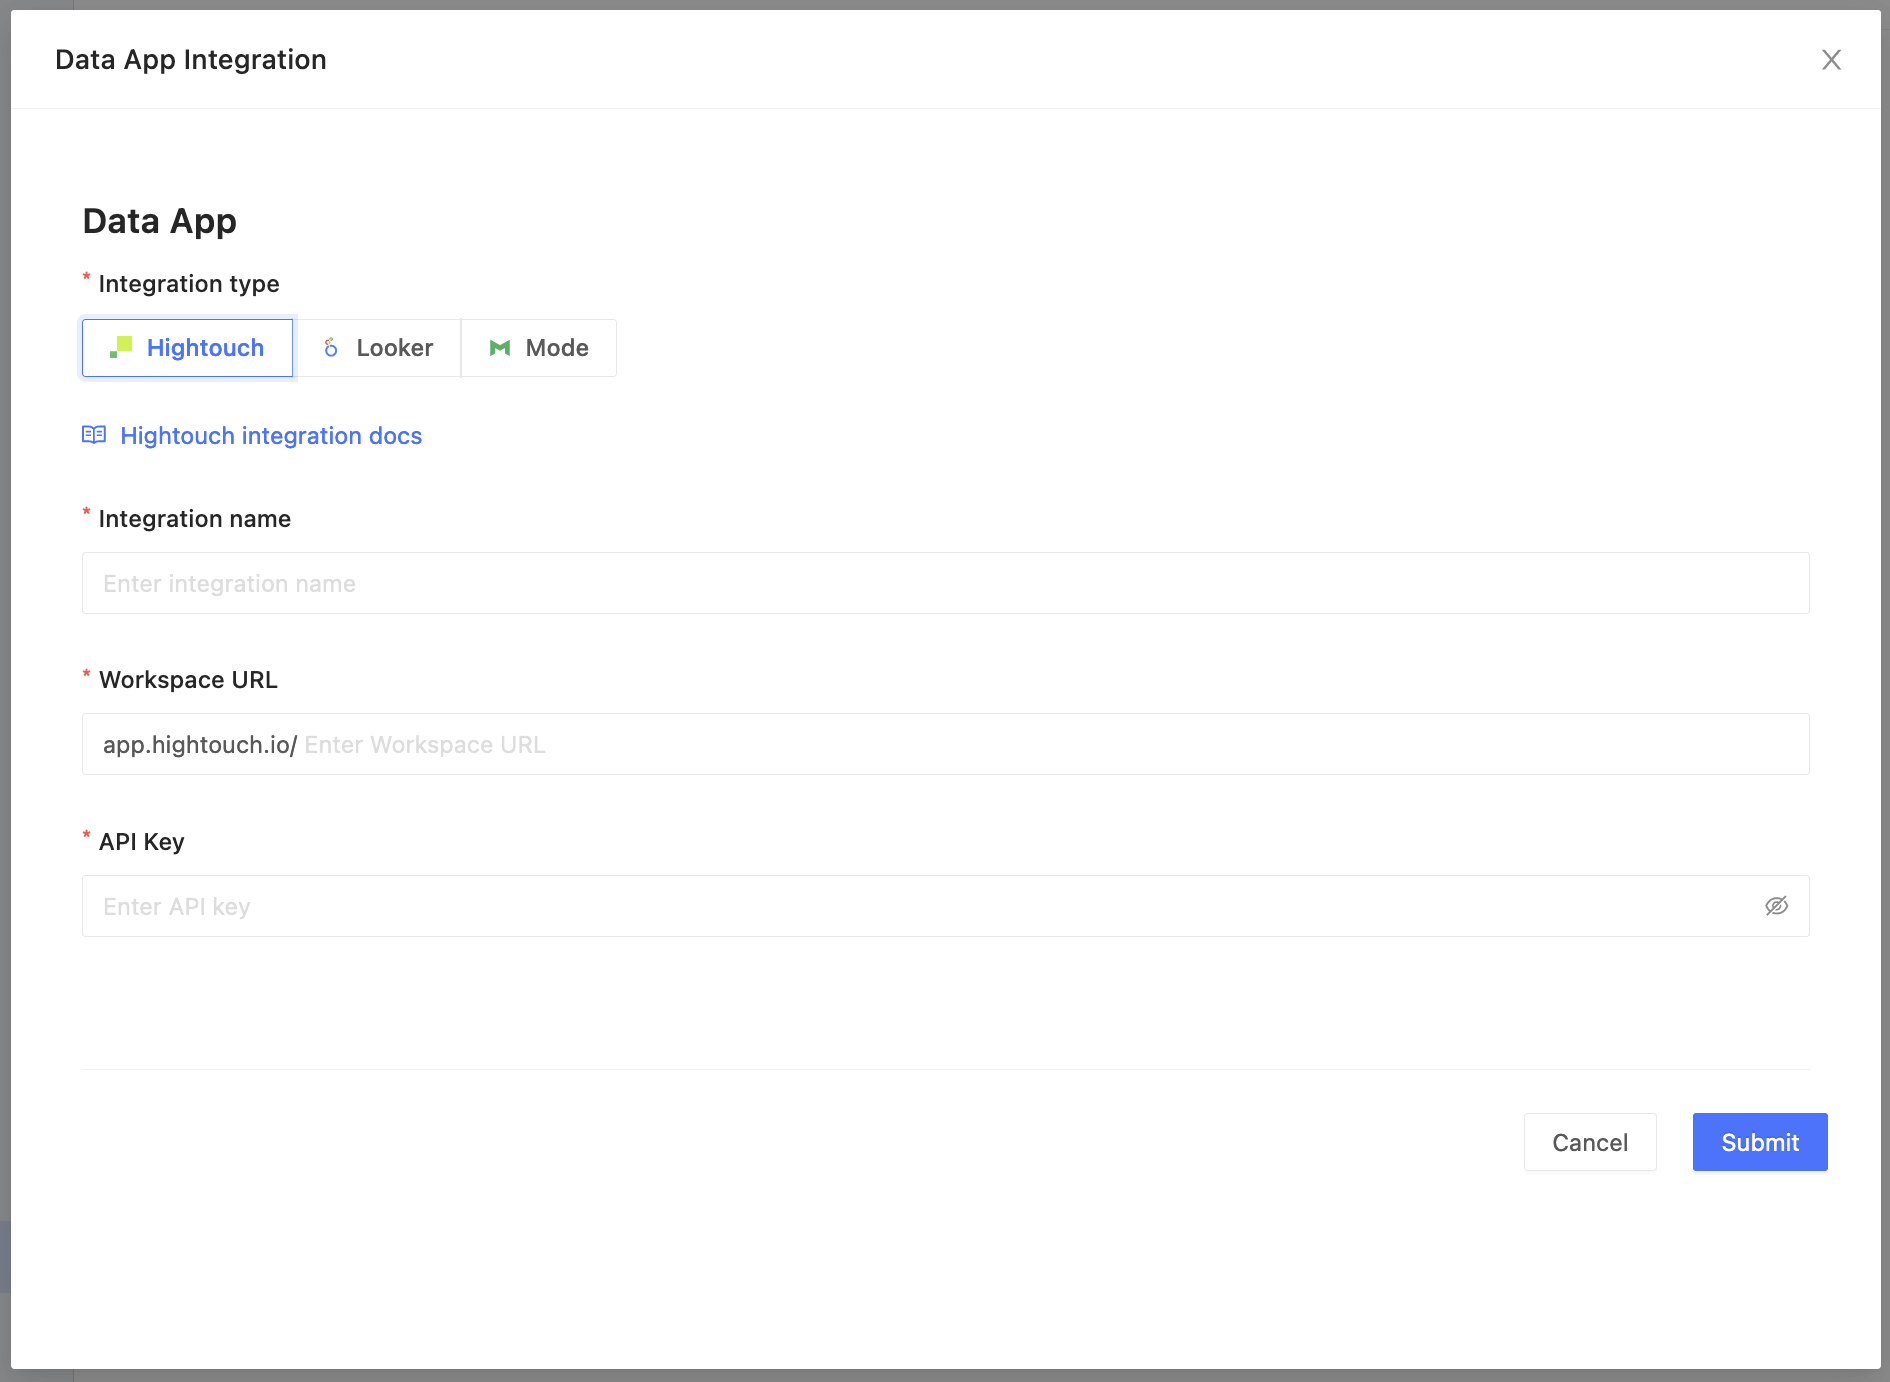 Data App Integration
Data App
* Integration type
Hightouch Looker Mode
Hightouch integration docs
* Integration name
Enter integration name
* Workspace URL
app.hightouch.io/ Enter Workspace URL
* API Key
Enter API key
Cancel Submit